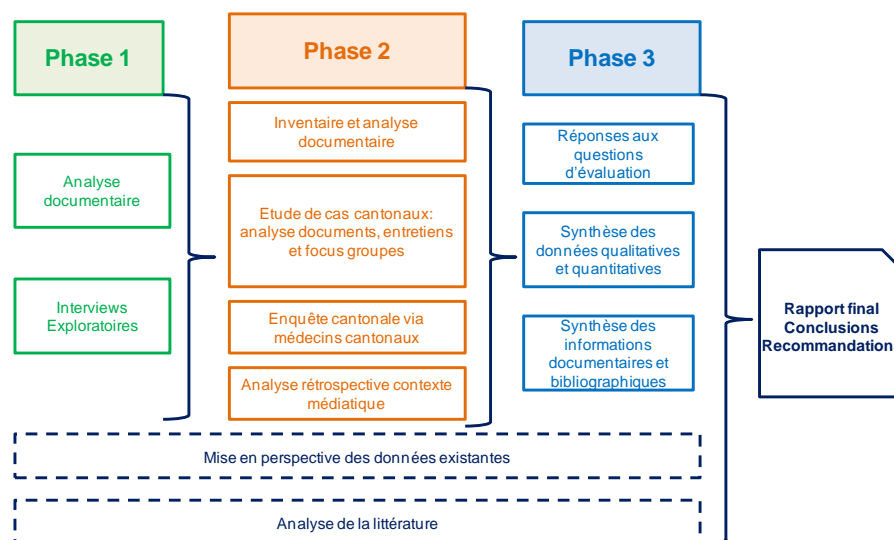 Phase 1
Analyse
documentaire
Interviews
Exploratoires
Phase 2
Inventaire et analyse
documentaire
Etude de cas cantonaux:
analyse documents, entretiens
et focus groupes
Enquête cantonale via
médecins cantonaux
Analyse rétrospective contexte
médiatique
Phase 3
Réponses aux
questions
d'évaluation
Synthèse des
données qualitatives
et quantitatives
Synthèse des
informations
documentaires et
bibliographiques
Rapport final
Conclusions
Recommandations
Mise en perspective des données existantes
Analyse de la littérature